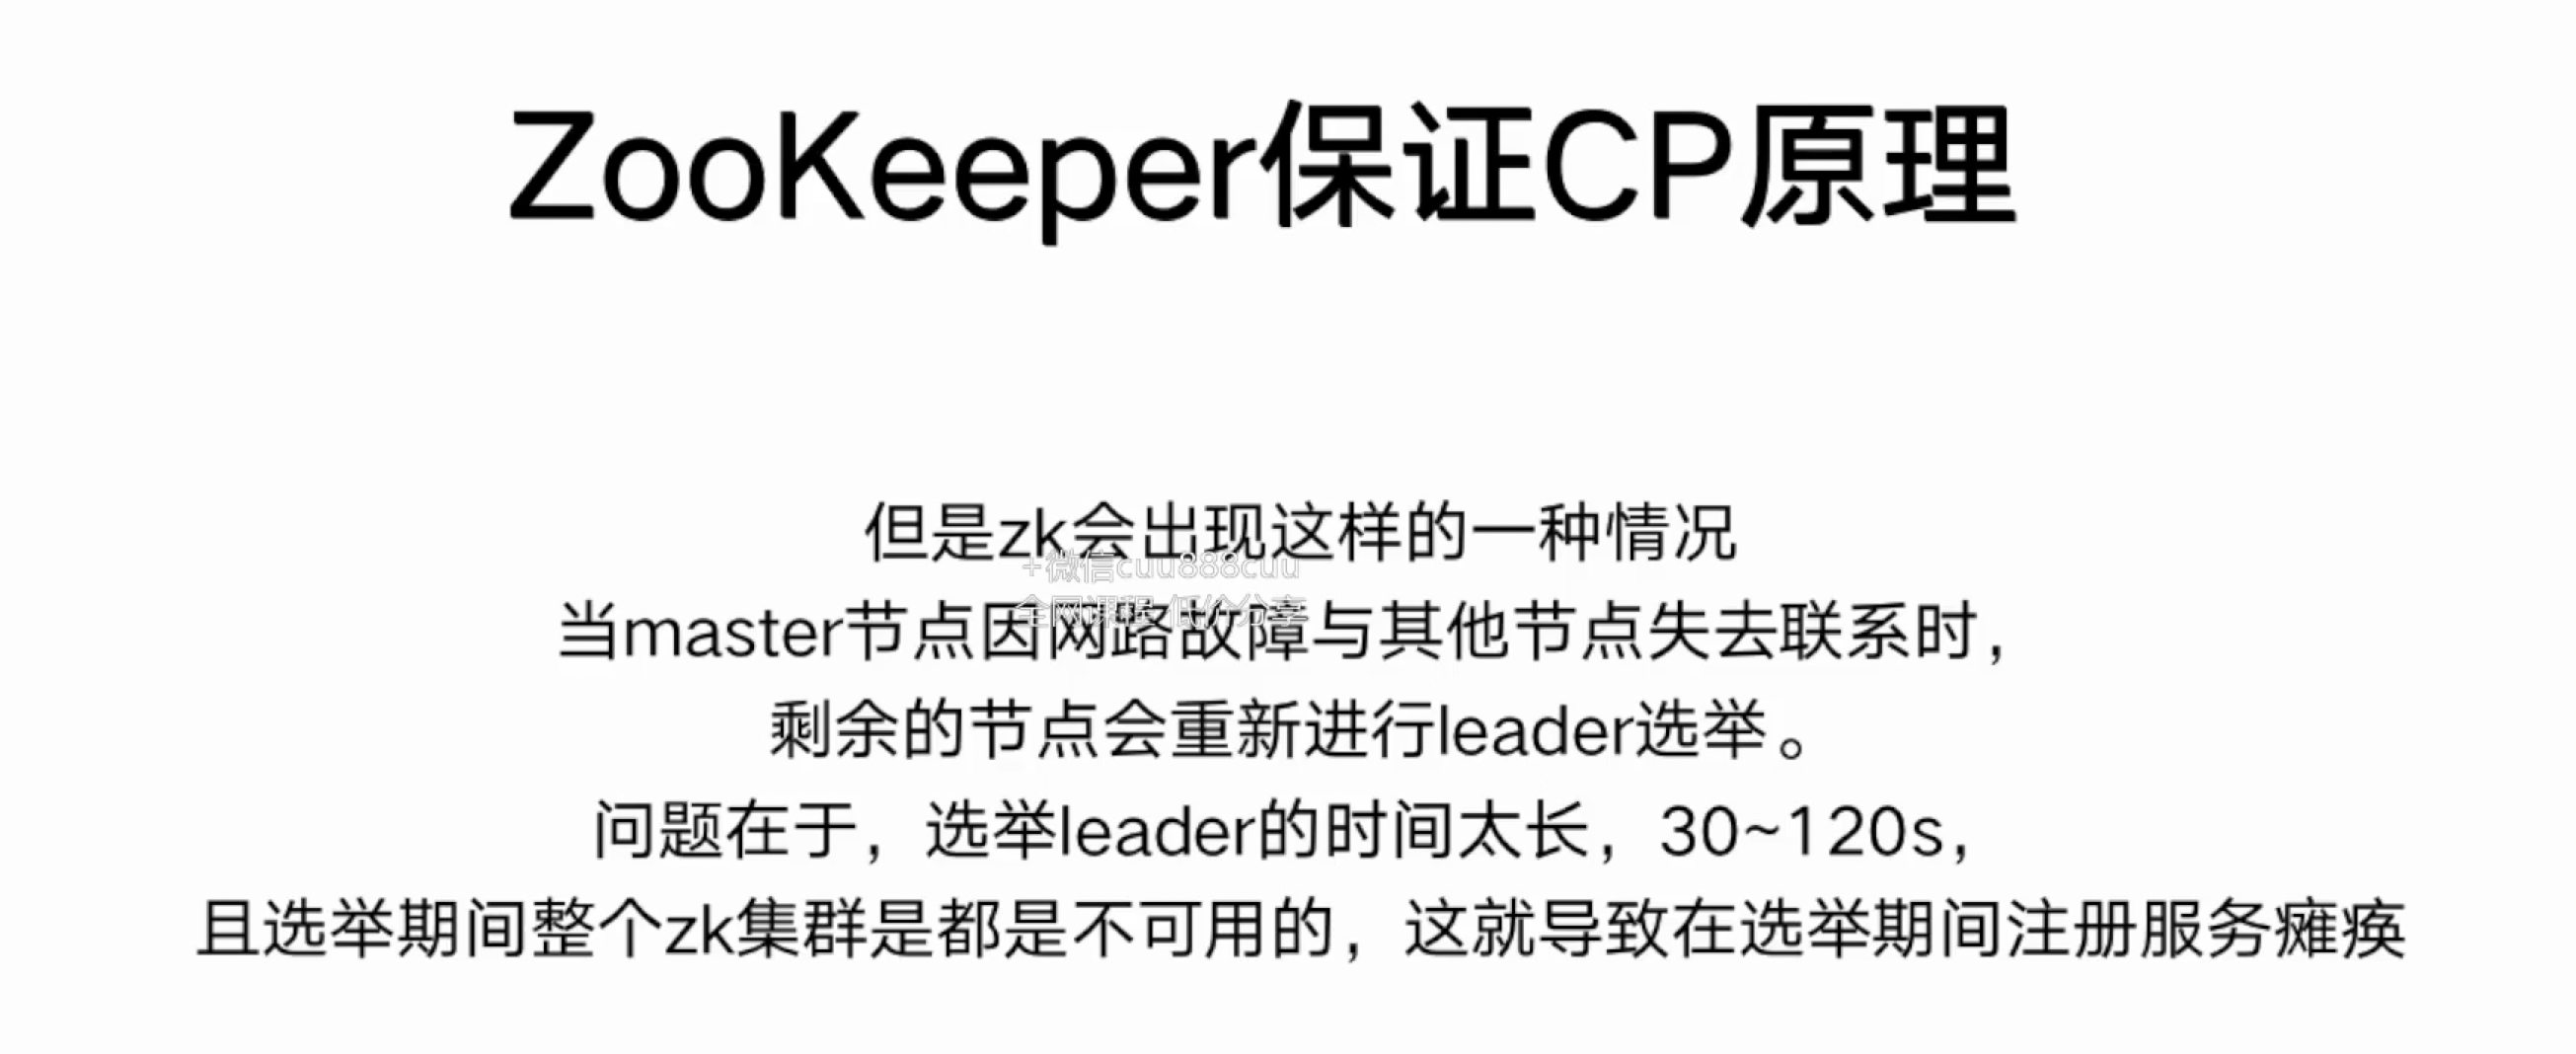 ZooKeeper保证CP原理
但是zk会出现这样的一种情况
+微信cuu888cuu
全网课程 低价分享
当master节点因网路故障与其他节点失去联系时，
剩余的节点会重新进行leader选举。
问题在于，选举leader的时间太长，30~120s，
且选举期间整个zk集群是都是不可用的，这就导致在选举期间注册服务瘫痪